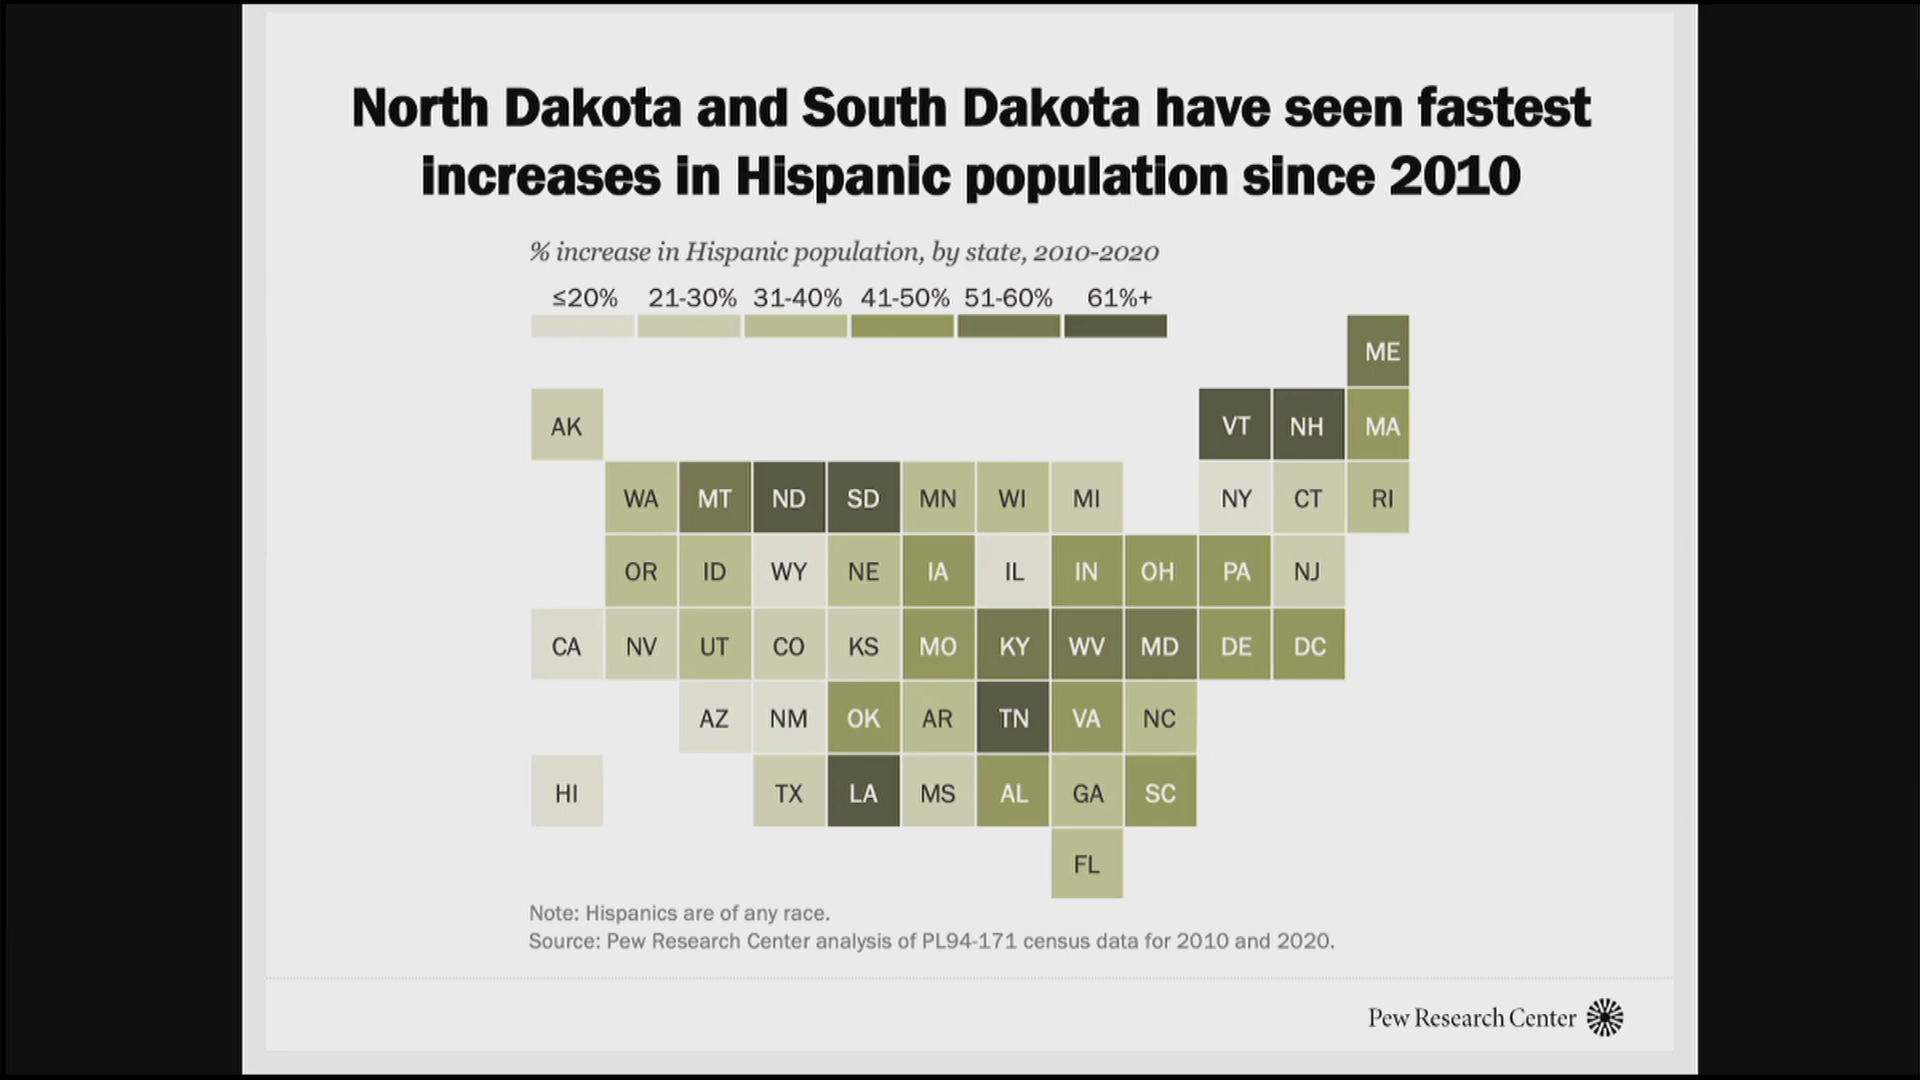 North Dakota and South Dakota have seen fastest
increases in Hispanic population since 2010
% increase in Hispanic population, by state, 2010-2020
≤20% 21-30% 31-40% 41-50% 51-60% 61%+
ME
AK VT NH MA
WA MT ND SD MN WI MI NY CT RI
OR ID WY NE IA IL IN OH PA NJ
CA NV UT CO KS MO KY WV MD DE DC
AZ NM OK AR TN VA NC
HI TX LA MS AL GA SC
FL
Note: Hispanics are of any race.
Source: Pew Research Center analysis of PL94-171 census data for 2010 and 2020.
Pew Research Center